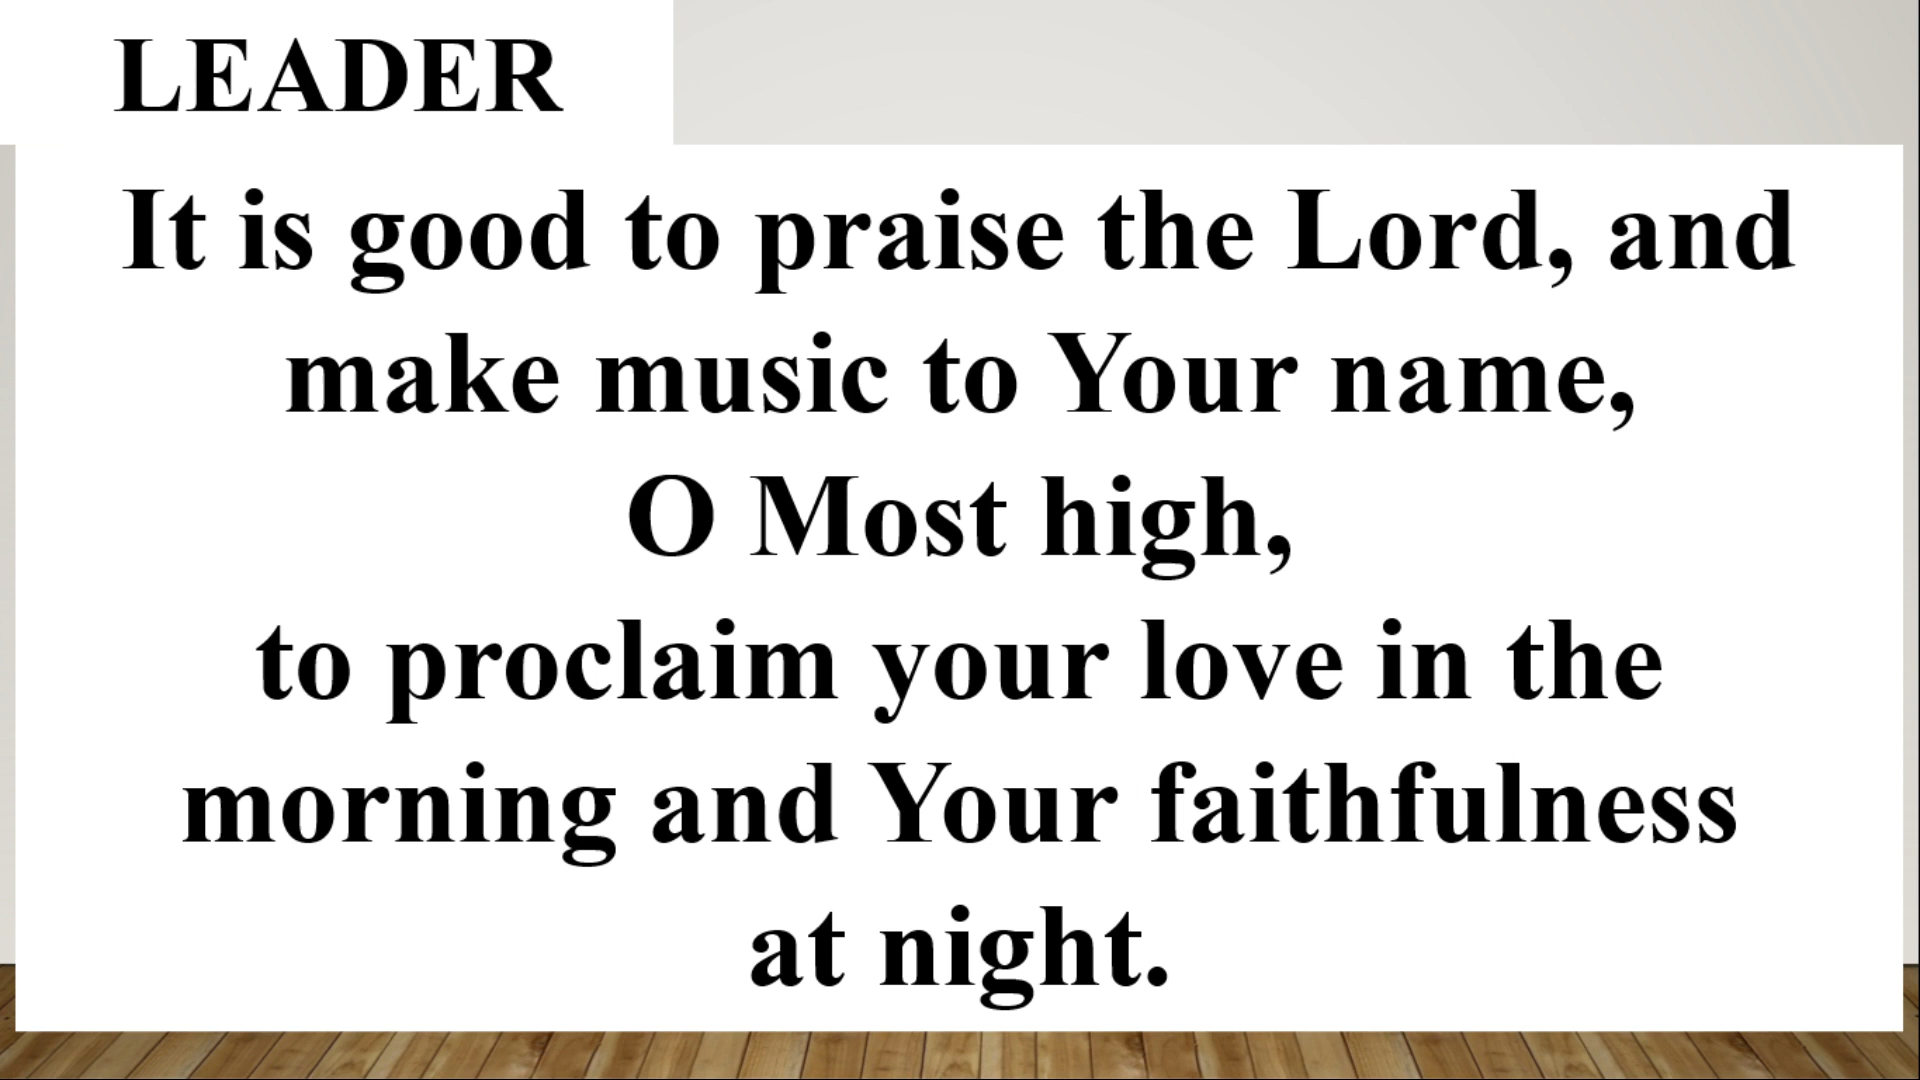 LEADER
It is good to praise the Lord, and
make music to Your name,
O Most high,
to proclaim your love in the
morning and Your faithfulness
at night.